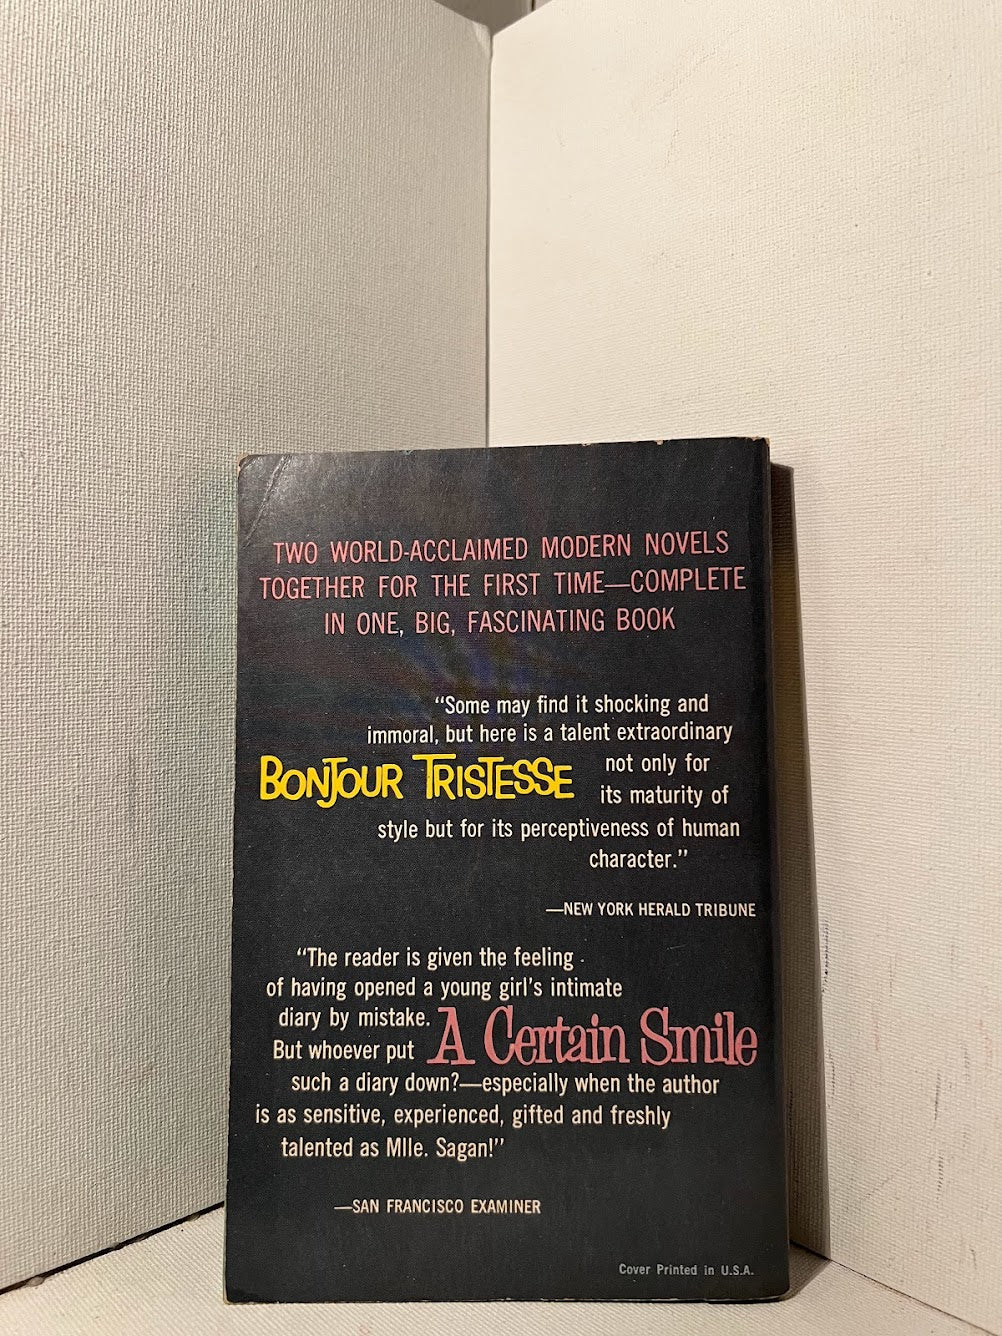 TWO WORLD-ACCLAIMED MODERN NOVELS
TOGETHER FOR THE FIRST TIME—COMPLETE
IN ONE, BIG, FASCINATING BOOK
"Some may find it shocking and
immoral, but here is a talent extraordinary
BONJOUR TRISTESSE
not only for
its maturity of
style but for its perceptiveness of human
character."
—NEW YORK HERALD TRIBUNE
"The reader is given the feeling
of having opened a young girl's intimate
diary by mistake.
A Certain Smile
But whoever put
such a diary down?—especially when the author
is as sensitive, experienced, gifted and freshly
talented as Mlle. Sagan!"
—SAN FRANCISCO EXAMINER
Cover Printed in U.S.A.